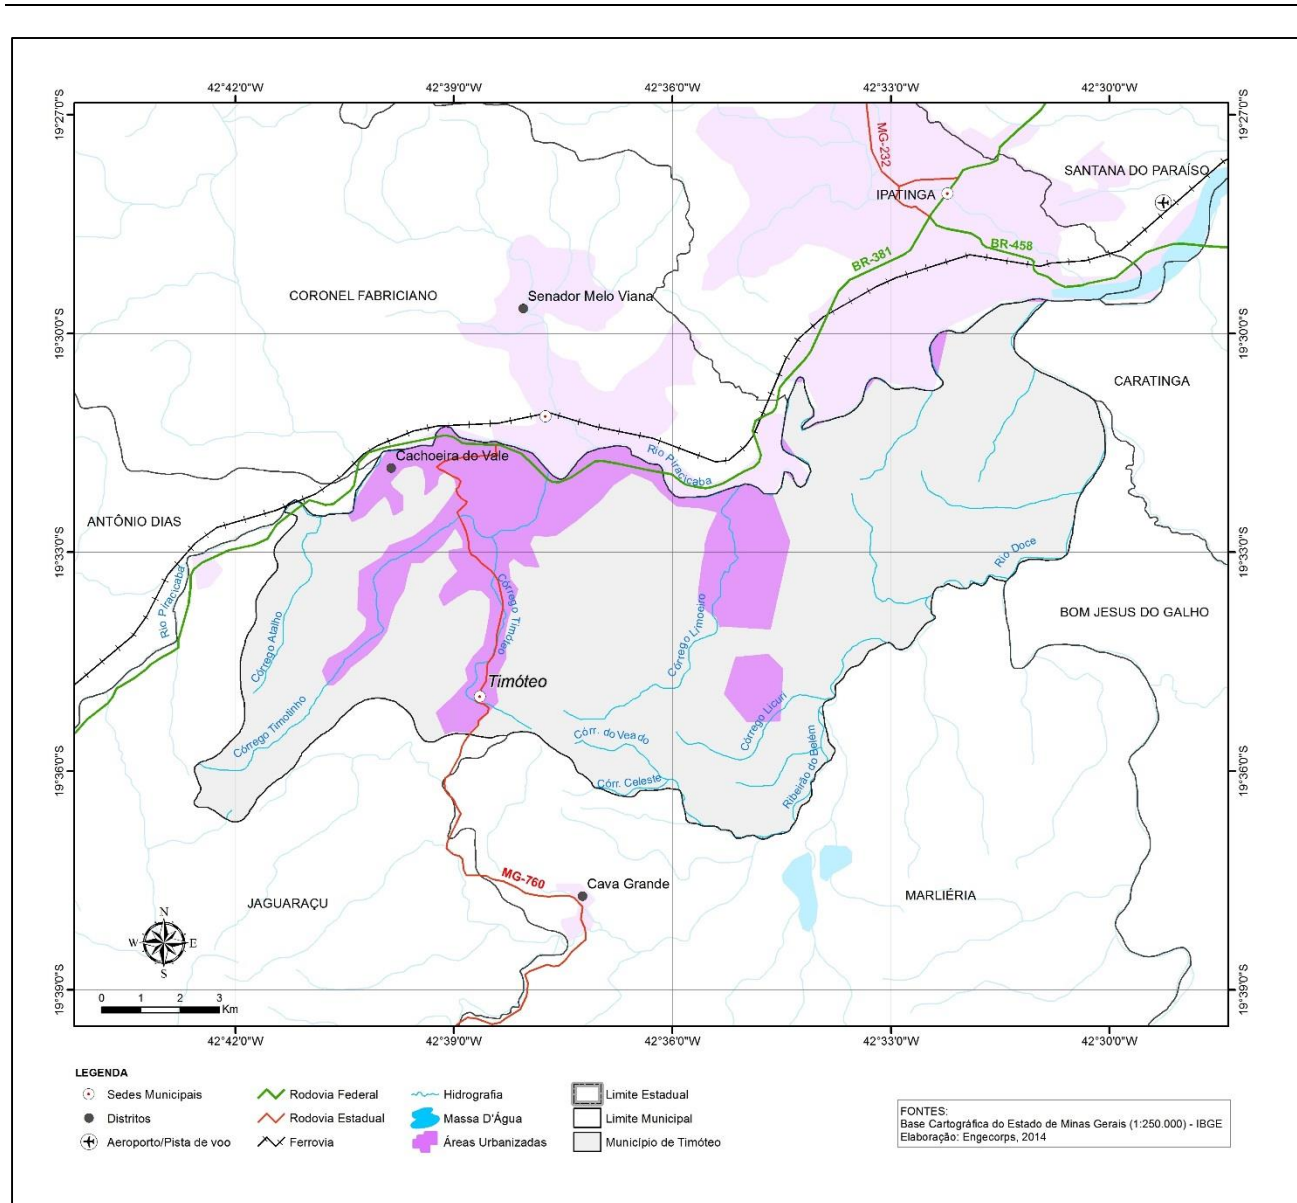 42°42'0"W 42°39'0"W 42°36'0"W 42°33'0"W 42°30'0"W
19°27'0"S 19°27'0"S
MG-232
SANTANA DO PARAÍSO
IPATINGA
BR-458
BR-381
CORONEL FABRICIANO
Senador Melo Viana
19°30'0"S 19°30'0"S
CARATINGA
Cachoeira do Vale
Rio Piracicaba
ANTÔNIO DIAS
19°33'0"S 19°33'0"S
Rio Doce
Rio Piracicaba
Córrego Atalho
Córrego Timóteo
Córrego Limoeiro
BOM JESUS DO GALHO
Timóteo
Córrego Timotinho
Córr. do Veado
Córrego Licuri
Ribeirão do Belém
19°36'0"S 19°36'0"S
Córr. Celeste
MG-760
Cava Grande
JAGUARAÇU
MARLIÉRIA
N
W E
S
19°39'0"S 19°39'0"S
0 1 2 3
Km
42°42'0"W 42°39'0"W 42°36'0"W 42°33'0"W 42°30'0"W
LEGENDA
Sedes Municipais Rodovia Federal Hidrografia Limite Estadual
Distritos Rodovia Estadual Massa D'Água Limite Municipal
Aeroporto/Pista de voo Ferrovia Áreas Urbanizadas Município de Timóteo
FONTES:
Base Cartográfica do Estado de Minas Gerais (1:250.000) - IBGE
Elaboração: Engecorps, 2014